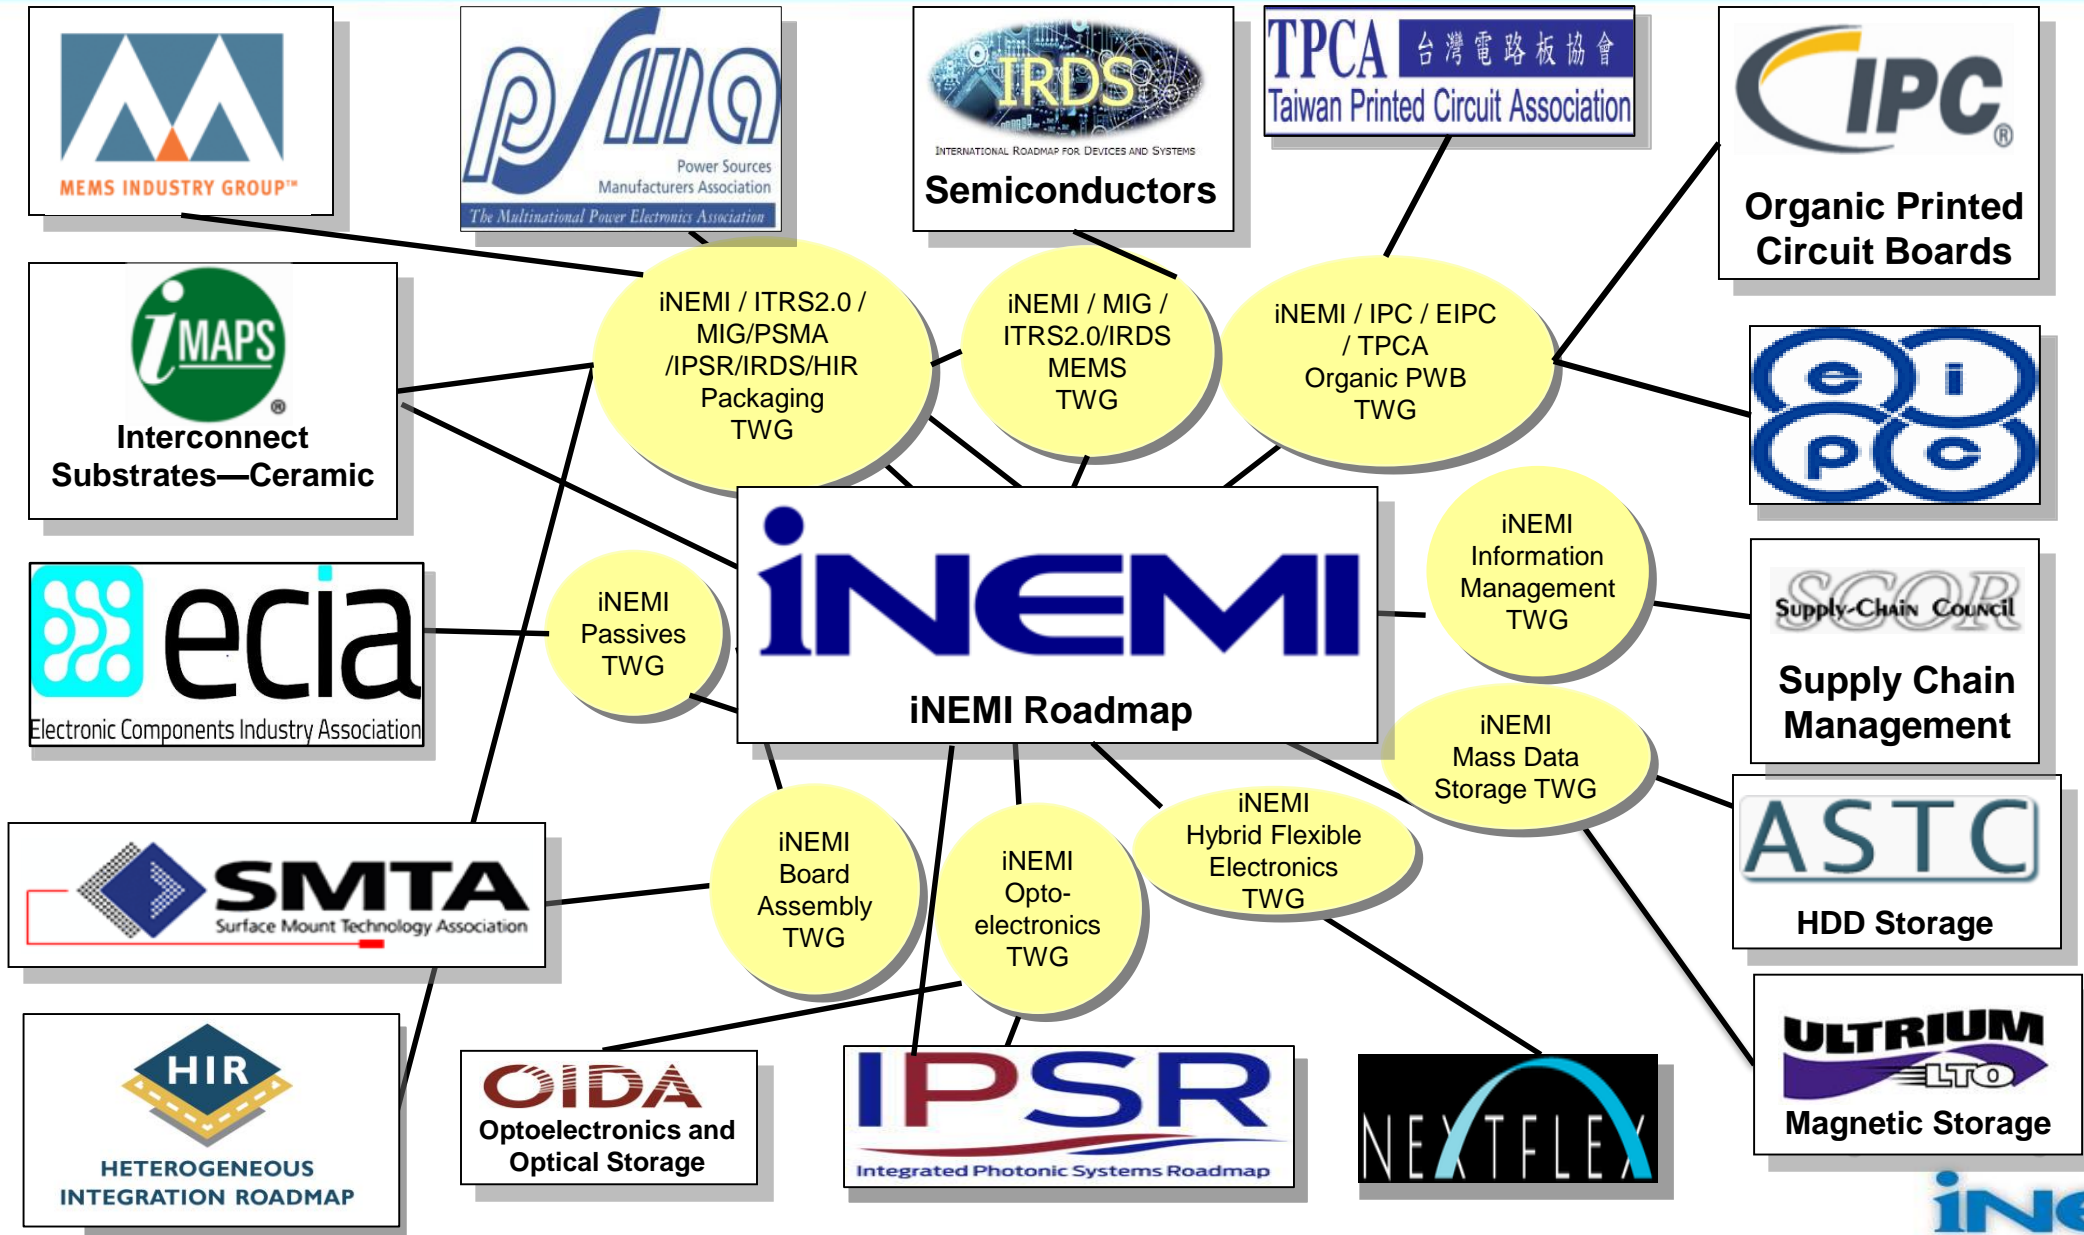 MEMS INDUSTRY GROUP™
psma
Power Sources
Manufacturers Association
The Multinational Power Electronics Association
IRDS
INTERNATIONAL ROADMAP FOR DEVICES AND SYSTEMS
Semiconductors
TPCA 台灣電路板協會
Taiwan Printed Circuit Association
IPC®
Organic Printed
Circuit Boards
iMAPS®
Interconnect
Substrates—Ceramic
iNEMI / ITRS2.0 /
MIG/PSMA
/IPSR/IRDS/HIR
Packaging
TWG
iNEMI / MIG /
ITRS2.0/IRDS
MEMS
TWG
iNEMI / IPC / EIPC
/ TPCA
Organic PWB
TWG
e i
p c
ecia
Electronic Components Industry Association
iNEMI
Passives
TWG
iNEMI
iNEMI Roadmap
iNEMI
Information
Management
TWG
SCOR
Supply-Chain Council
Supply Chain
Management
iNEMI
Mass Data
Storage TWG
ASTC
HDD Storage
SMTA
Surface Mount Technology Association
iNEMI
Board
Assembly
TWG
iNEMI
Opto-
electronics
TWG
iNEMI
Hybrid Flexible
Electronics
TWG
HIR
HETEROGENEOUS
INTEGRATION ROADMAP
OIDA
Optoelectronics and
Optical Storage
IPSR
Integrated Photonic Systems Roadmap
NEXTFLEX
ULTRIUM
LTO
Magnetic Storage